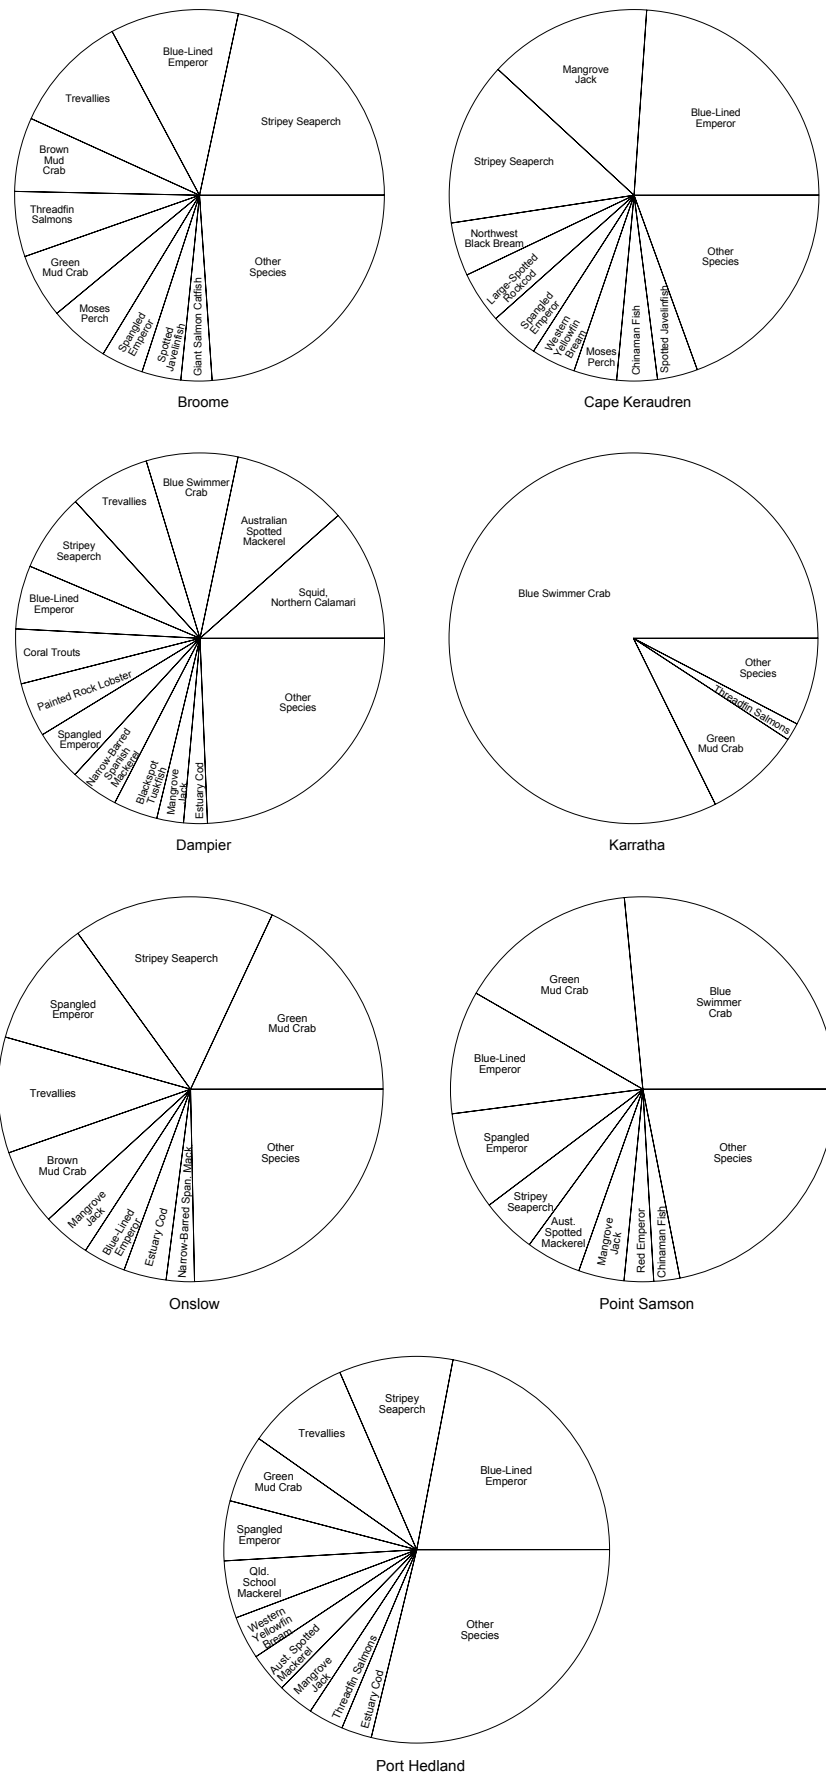 Blue-Lined
Emperor
Trevallies
Stripey Seaperch
Brown
Mud
Crab
Threadfin
Salmons
Green
Mud Crab
Moses
Perch
Spangled
Emperor
Spotted
Javelinfish
Giant Salmon Catfish
Other
Species
Broome
Mangrove
Jack
Blue-Lined
Emperor
Stripey Seaperch
Northwest
Black Bream
Large-Spotted
Rockcod
Spangled
Emperor
Western
Yellowfin
Bream
Moses
Perch
Chinaman Fish
Spotted Javelinfish
Other
Species
Cape Keraudren
Blue Swimmer
Crab
Trevallies
Australian
Spotted
Mackerel
Stripey
Seaperch
Squid,
Northern Calamari
Blue-Lined
Emperor
Coral Trouts
Painted Rock Lobster
Spangled
Emperor
Narrow-Barred
Spanish
Mackerel
Blackspot
Tuskfish
Mangrove
Jack
Estuary Cod
Other
Species
Dampier
Blue Swimmer Crab
Other
Species
Threadfin Salmons
Green
Mud Crab
Karratha
Stripey Seaperch
Spangled
Emperor
Green
Mud Crab
Trevallies
Brown
Mud Crab
Mangrove
Jack
Blue-Lined
Emperor
Estuary Cod
Narrow-Barred Span. Mack.
Other
Species
Onslow
Green
Mud Crab
Blue
Swimmer
Crab
Blue-Lined
Emperor
Spangled
Emperor
Stripey
Seaperch
Aust.
Spotted
Mackerel
Mangrove
Jack
Red Emperor
Chinaman Fish
Other
Species
Point Samson
Stripey
Seaperch
Trevallies
Blue-Lined
Emperor
Green
Mud Crab
Spangled
Emperor
Qld.
School
Mackerel
Western
Yellowfin
Bream
Aust. Spotted
Mackerel
Mangrove
Jack
Threadfin Salmons
Estuary Cod
Other
Species
Port Hedland